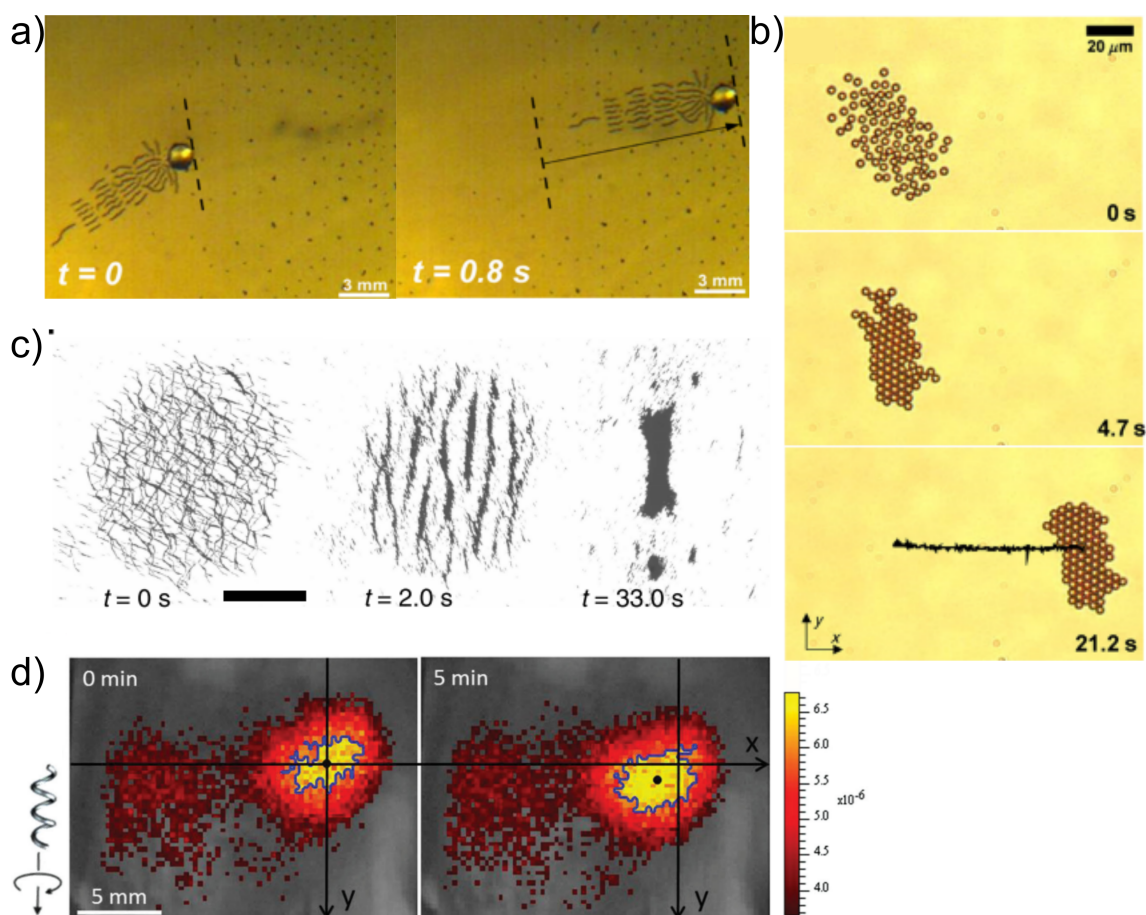 a)
t = 0
3 mm
t = 0.8 s
3 mm
b)
20 μm
0 s
4.7 s
y
x
21.2 s
c)
t = 0 s
t = 2.0 s
t = 33.0 s
d)
0 min
5 mm
y
5 min
x
y
6.5
6.0
5.5
x10⁻⁶
5.0
4.5
4.0